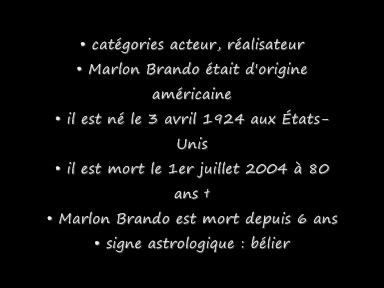 • catégories acteur, réalisateur
• Marlon Brando était d'origine
américaine
• il est né le 3 avril 1924 aux États-
Unis
• il est mort le 1er juillet 2004 à 80
ans †
• Marlon Brando est mort depuis 6 ans
• signe astrologique : bélier